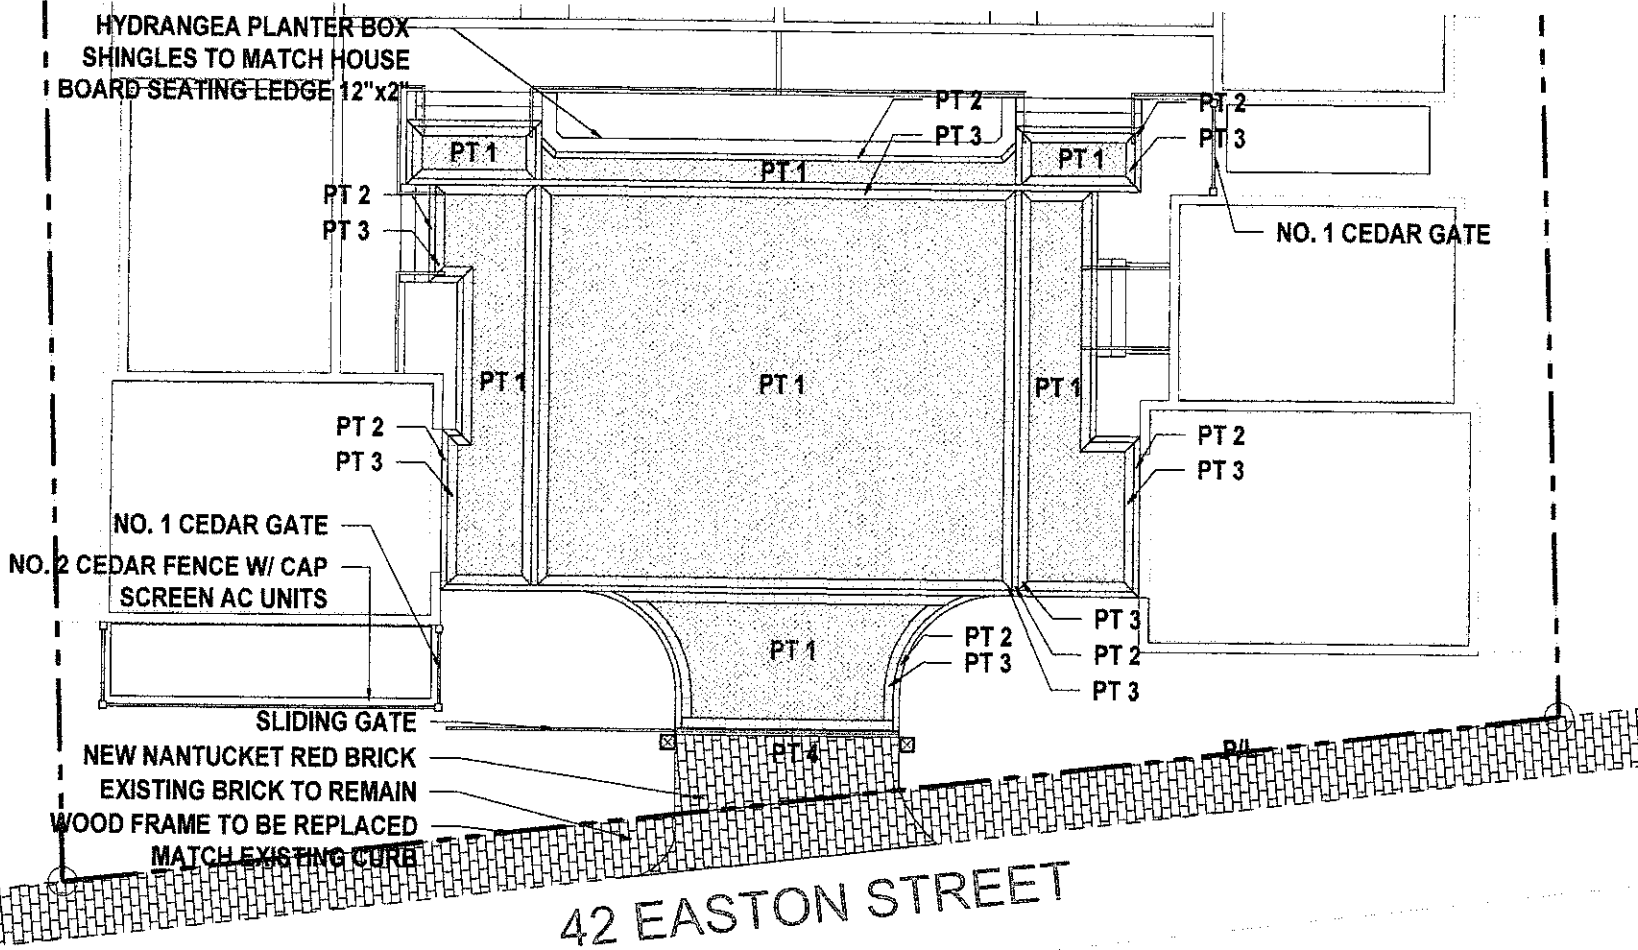 HYDRANGEA PLANTER BOX
SHINGLES TO MATCH HOUSE
BOARD SEATING LEDGE 12"x2"
PT 2
PT 3
PT 2
PT 3
PT 1
PT 1
PT 1
PT 2
PT 3
NO. 1 CEDAR GATE
PT 1
PT 1
PT 1
PT 2
PT 3
PT 2
PT 3
NO. 1 CEDAR GATE
NO. 2 CEDAR FENCE W/ CAP
SCREEN AC UNITS
PT 1
PT 2
PT 3
PT 3
PT 2
PT 3
SLIDING GATE
NEW NANTUCKET RED BRICK
EXISTING BRICK TO REMAIN
WOOD FRAME TO BE REPLACED
MATCH EXISTING CURB
PT 4
P/L
42 EASTON STREET